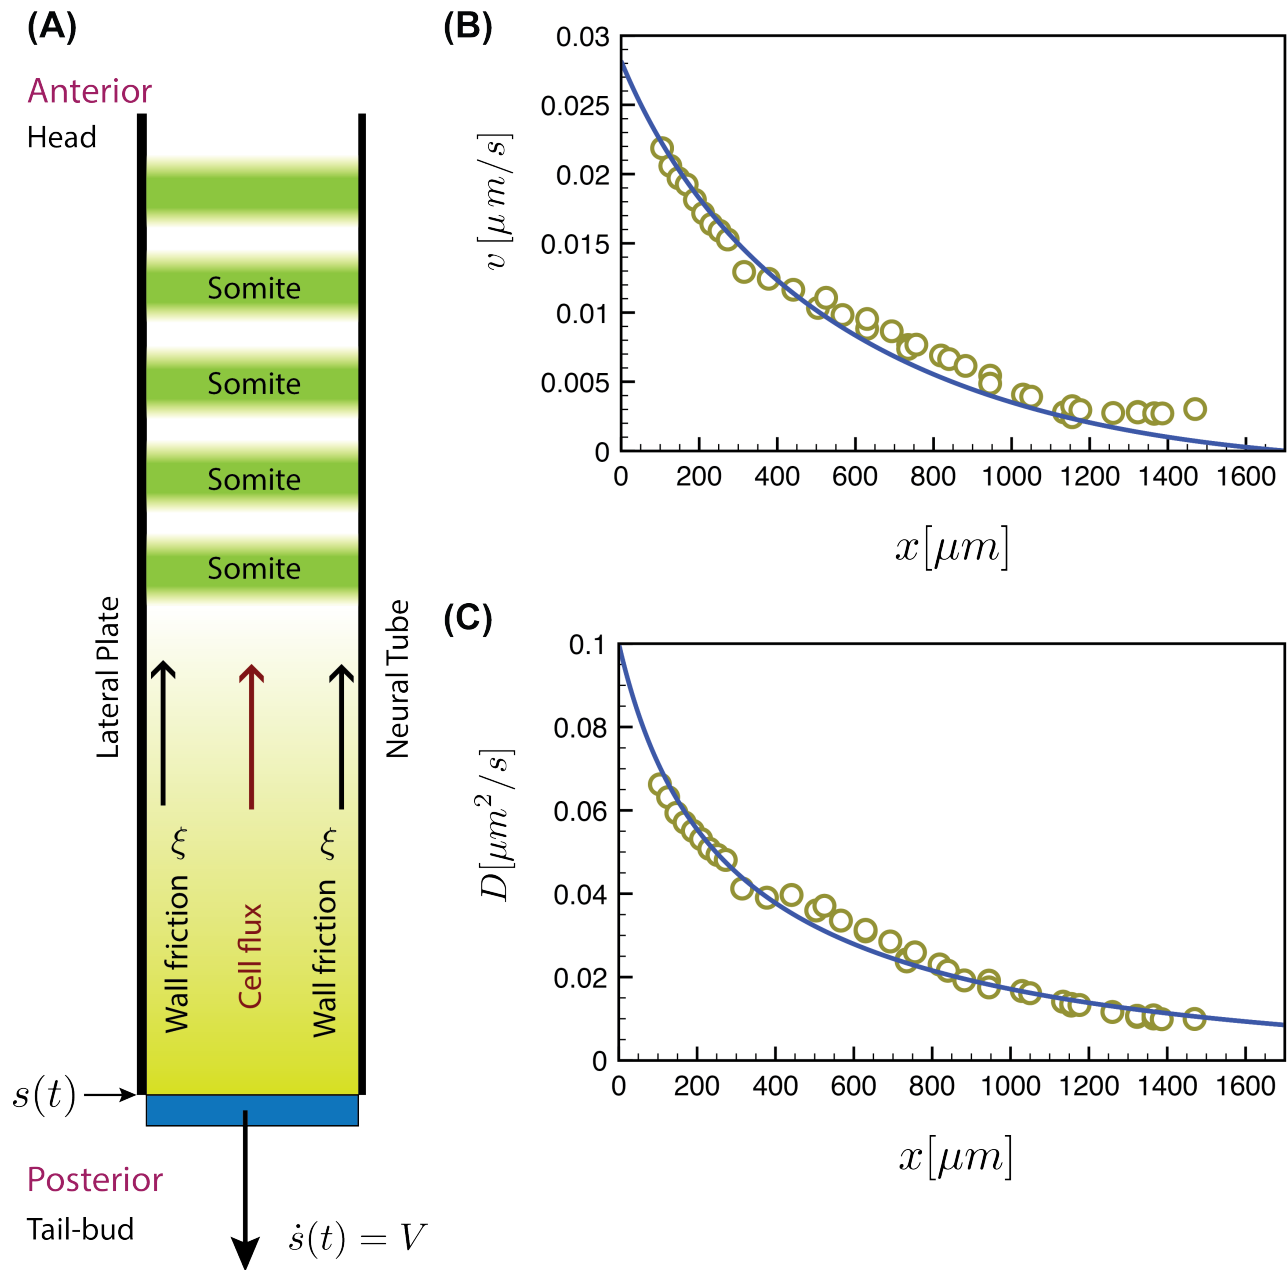 (A)
Anterior
Head
Somite
Somite
Somite
Somite
Lateral Plate
Neural Tube
Wall friction ξ
Cell flux
Wall friction ξ
s(t)
Posterior
Tail-bud
ṡ(t) = V
(B)
0.03
0.025
0.02
0.015
0.01
0.005
0
v [μ m/s]
0 200 400 600 800 1000 1200 1400 1600
x[μm]
(C)
0.1
0.08
0.06
0.04
0.02
0
D[μm²/s]
0 200 400 600 800 1000 1200 1400 1600
x[μm]